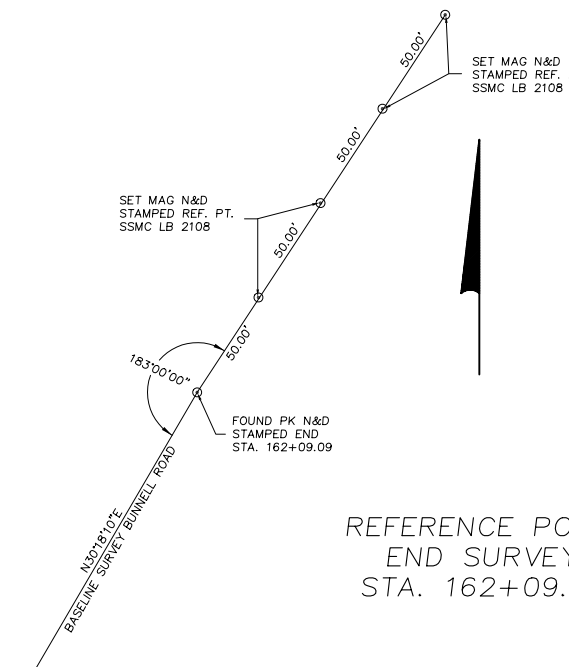 50.00'
SET MAG N&D
STAMPED REF.
SSMC LB 2108
50.00'
SET MAG N&D
STAMPED REF. PT.
SSMC LB 2108
50.00'
50.00'
183°00'00"
FOUND PK N&D
STAMPED END
STA. 162+09.09
N30°18'10"E
BASELINE SURVEY BUNNELL ROAD
REFERENCE
END SURVEY
STA. 162+09.